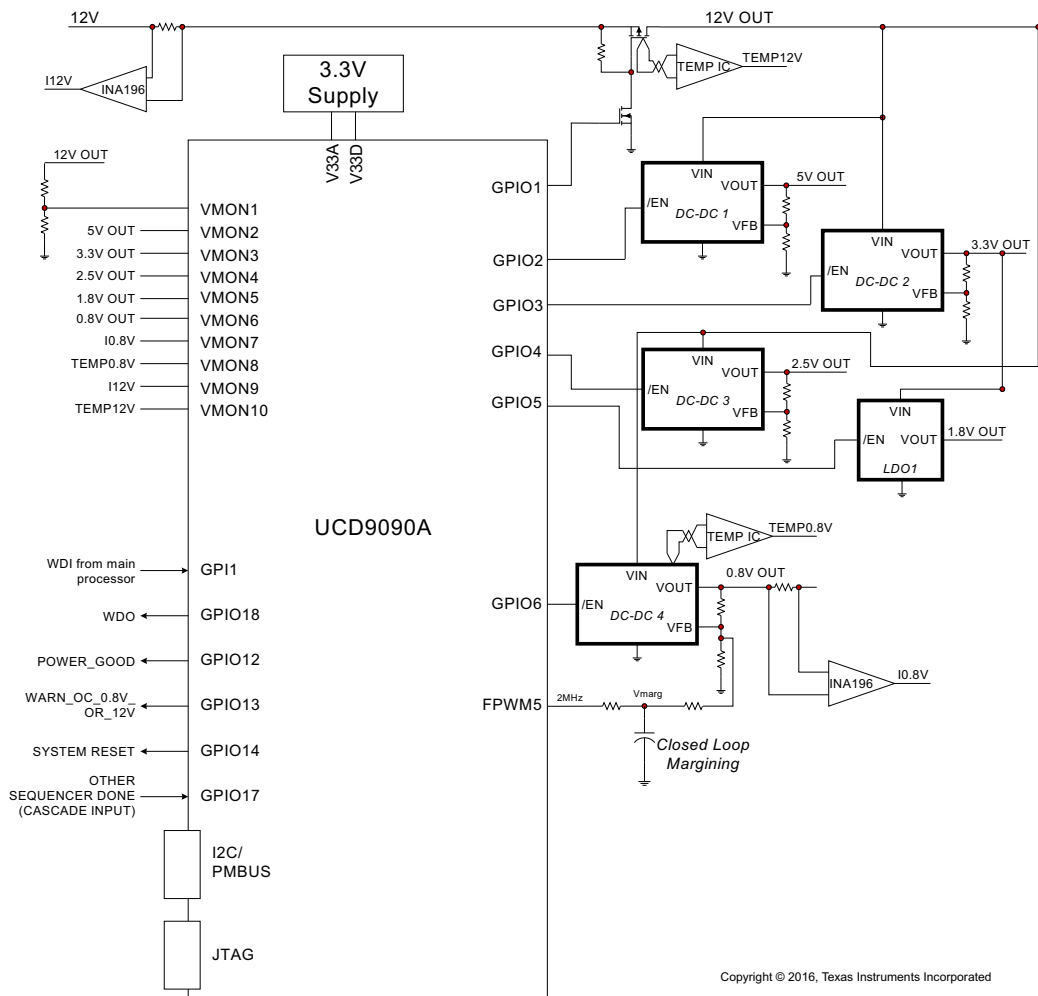 12V
12V OUT
I12V
INA196
3.3V
Supply
TEMP IC
TEMP12V
V33A
V33D
12V OUT
VMON1
5V OUT
VMON2
3.3V OUT
VMON3
2.5V OUT
VMON4
1.8V OUT
VMON5
0.8V OUT
VMON6
I0.8V
VMON7
TEMP0.8V
VMON8
I12V
VMON9
TEMP12V
VMON10
GPIO1
GPIO2
GPIO3
GPIO4
GPIO5
VIN
VOUT
5V OUT
/EN
DC-DC 1
VFB
VIN
VOUT
3.3V OUT
/EN
DC-DC 2
VFB
VIN
VOUT
2.5V OUT
/EN
DC-DC 3
VFB
VIN
/EN
VOUT
1.8V OUT
LDO1
UCD9090A
WDI from main
processor
GPI1
WDO
GPIO18
POWER_GOOD
GPIO12
WARN_OC_0.8V_
OR_12V
GPIO13
SYSTEM RESET
GPIO14
OTHER
SEQUENCER DONE
(CASCADE INPUT)
GPIO17
I2C/
PMBUS
JTAG
TEMP IC
TEMP0.8V
GPIO6
VIN
VOUT
0.8V OUT
/EN
DC-DC 4
VFB
INA196
I0.8V
FPWM5
2MHz
Vmarg
Closed Loop
Margining
Copyright © 2016, Texas Instruments Incorporated